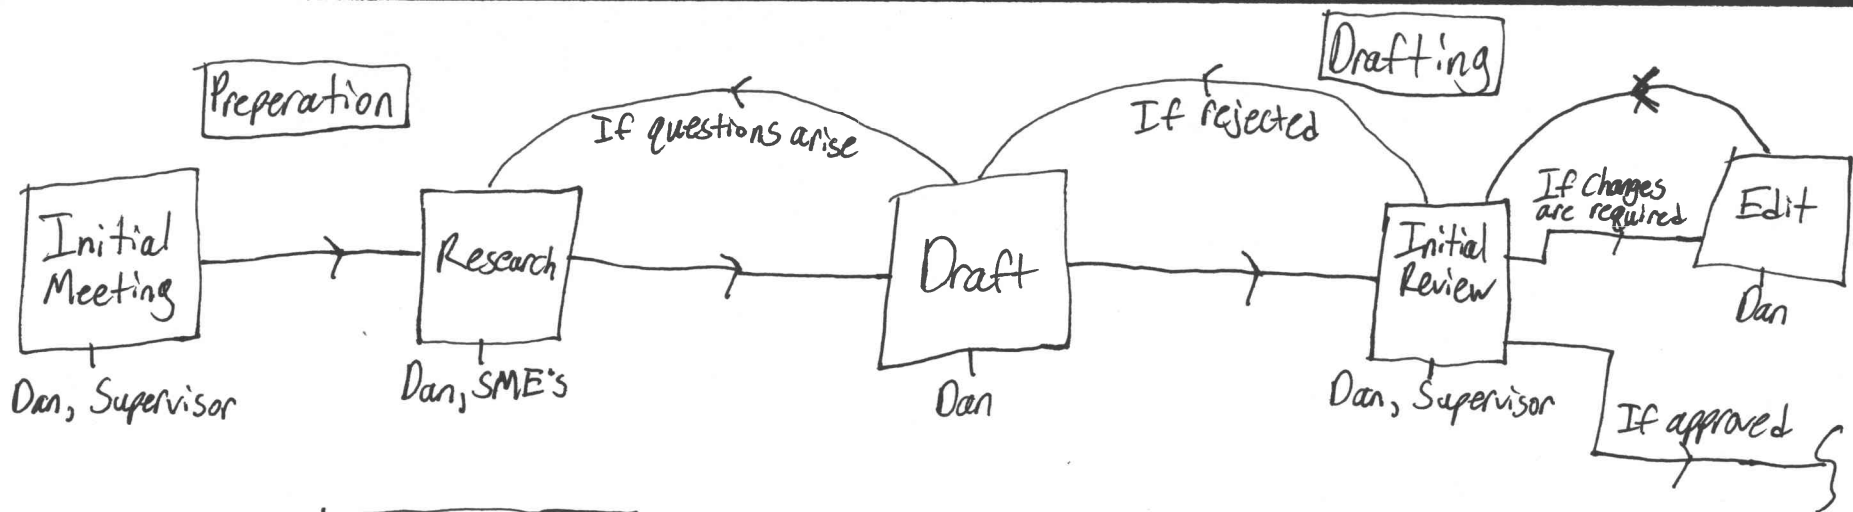 Preperation
Drafting
If questions arise
If rejected
If Changes
are required
Initial
Meeting
Research
Draft
Initial
Review
Edit
Dan, Supervisor
Dan, SME's
Dan
Dan, Supervisor
Dan
If approved